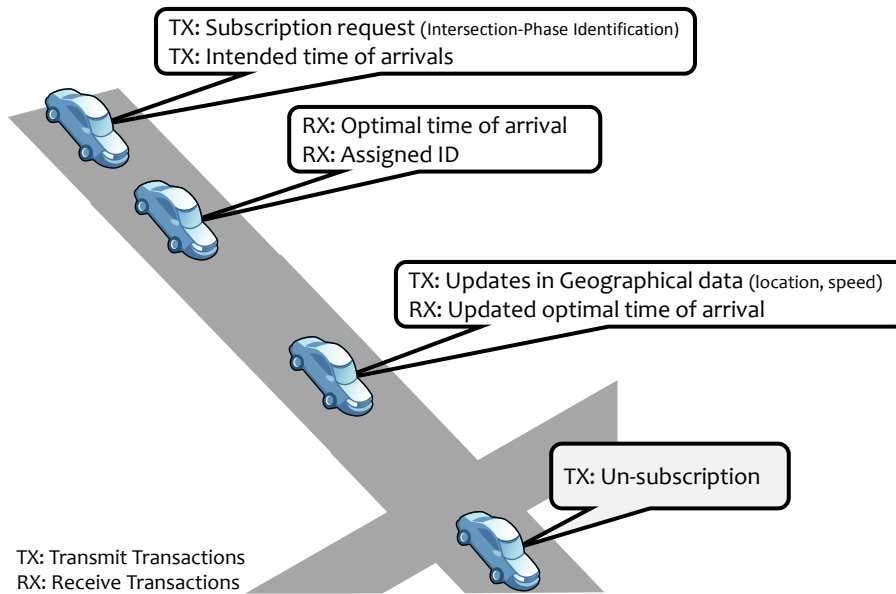 TX: Subscription request (Intersection-Phase Identification)
TX: Intended time of arrivals
RX: Optimal time of arrival
RX: Assigned ID
TX: Updates in Geographical data (location, speed)
RX: Updated optimal time of arrival
TX: Un-subscription
TX: Transmit Transactions
RX: Receive Transactions